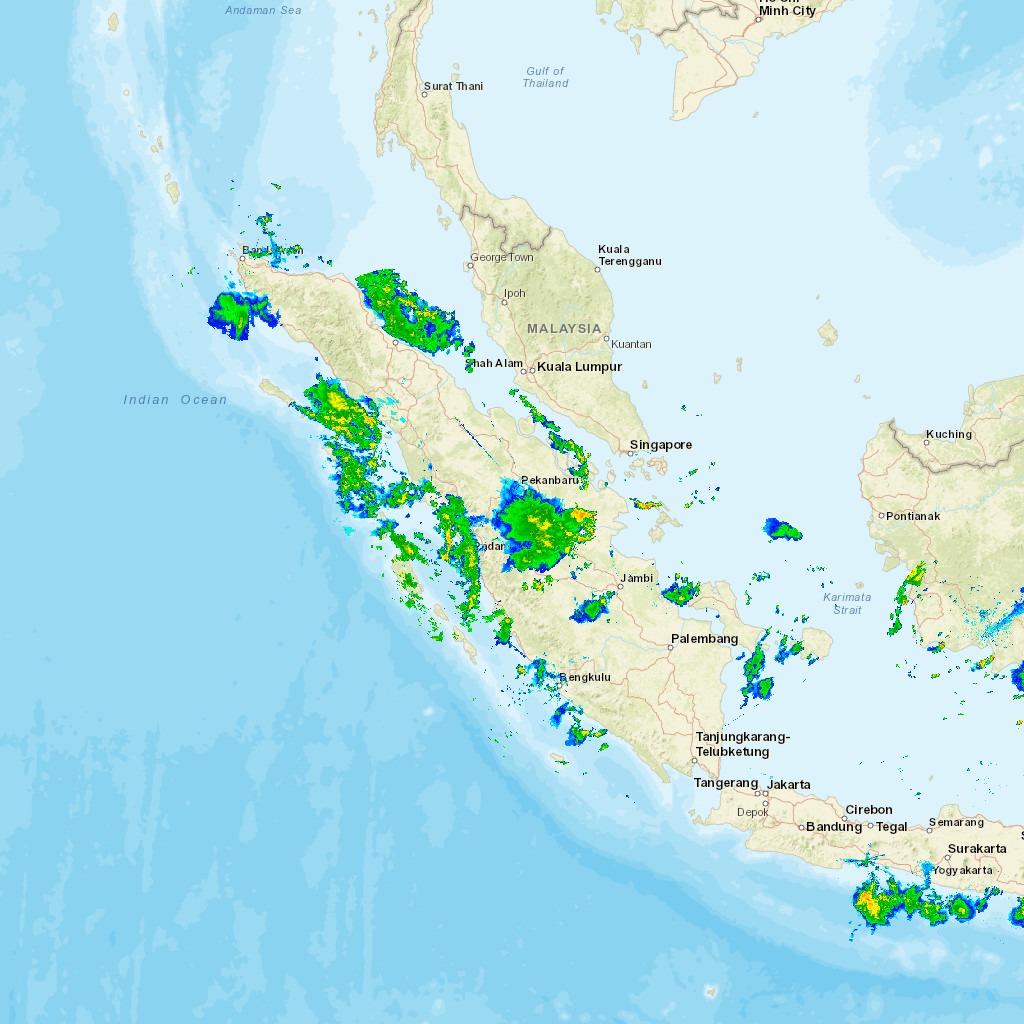 Andaman Sea
Minh City
Gulf of
Thailand
Surat Thani
George Town
Kuala
Terengganu
Ipoh
MALAYSIA
Kuantan
Shah Alam
Kuala Lumpur
Indian Ocean
Singapore
Kuching
Pekanbaru
Pontianak
Jambi
Karimata
Strait
Palembang
Bengkulu
Tanjungkarang-
Telubketung
Tangerang
Jakarta
Depok
Cirebon
Bandung
Tegal
Semarang
Surakarta
Yogyakarta